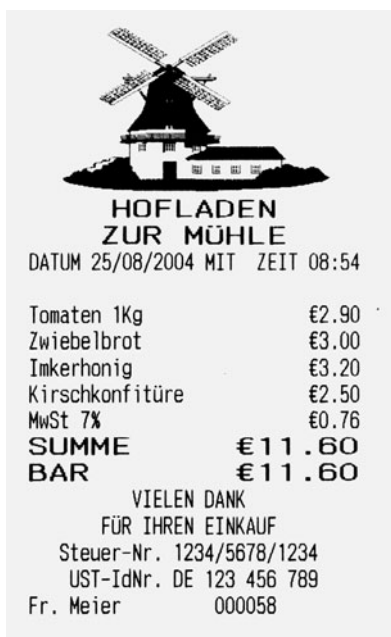 HOFLADEN
ZUR MÜHLE
DATUM 25/08/2004 MIT ZEIT 08:54
Tomaten 1Kg €2.90
Zwiebelbrot €3.00
Imkerhonig €3.20
Kirschkonfitüre €2.50
MwSt 7% €0.76
SUMME €11.60
BAR €11.60
VIELEN DANK
FÜR IHREN EINKAUF
Steuer-Nr. 1234/5678/1234
UST-IdNr. DE 123 456 789
Fr. Meier 000058